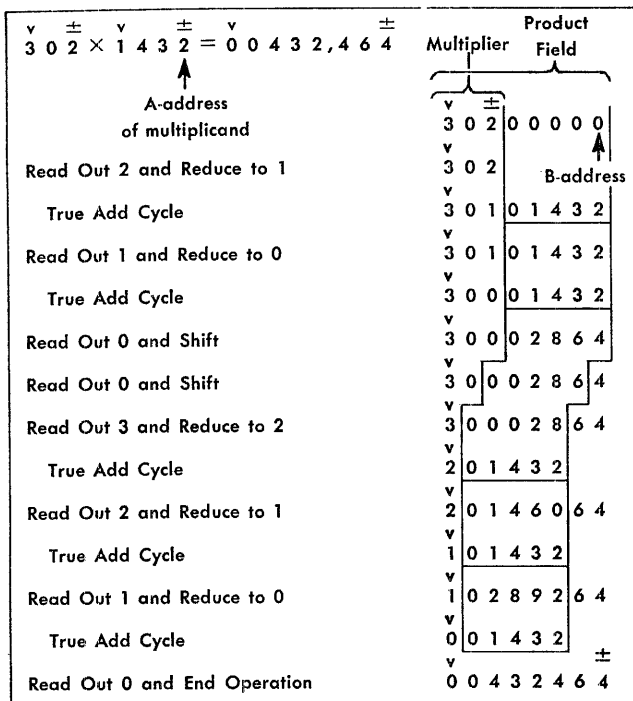 v ± v ± v ±
3 0 2 × 1 4 3 2 = 0 0 4 3 2 , 4 6 4
Product
Multiplier Field
A-address
of multiplicand
v ±
3 0 2 0 0 0 0 0
v
Read Out 2 and Reduce to 1 3 0 2
B-address
v
True Add Cycle 3 0 1 0 1 4 3 2
v
Read Out 1 and Reduce to 0 3 0 1 0 1 4 3 2
v
True Add Cycle 3 0 0 0 1 4 3 2
v
Read Out 0 and Shift 3 0 0 0 2 8 6 4
v
Read Out 0 and Shift 3 0 0 0 2 8 6 4
v
Read Out 3 and Reduce to 2 3 0 0 0 2 8 6 4
v
True Add Cycle 2 0 1 4 3 2
v
Read Out 2 and Reduce to 1 2 0 1 4 6 0 6 4
v
True Add Cycle 1 0 1 4 3 2
v
Read Out 1 and Reduce to 0 1 0 2 8 9 2 6 4
v
True Add Cycle 0 0 1 4 3 2
v ±
Read Out 0 and End Operation 0 0 4 3 2 4 6 4